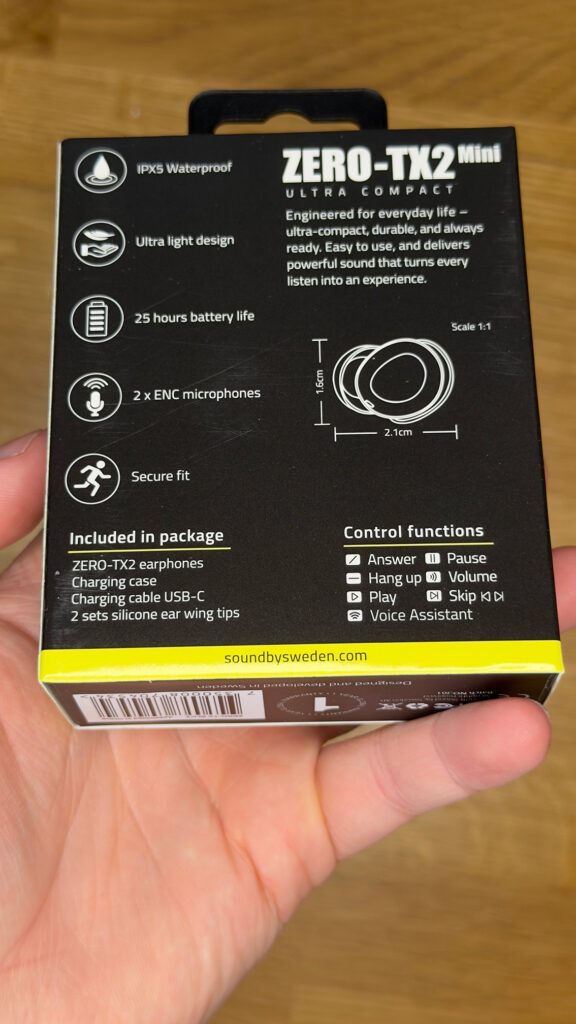 IPX5 Waterproof
Ultra light design
25 hours battery life
2 x ENC microphones
Secure fit
ZERO-TX2 Mini
ULTRA COMPACT
Engineered for everyday life –
ultra-compact, durable, and always
ready. Easy to use, and delivers
powerful sound that turns every
listen into an experience.
Scale 1:1
1.6cm
2.1cm
Included in package
ZERO-TX2 earphones
Charging case
Charging cable USB-C
2 sets silicone ear wing tips
Control functions
Answer Pause
Hang up Volume
Play Skip
Voice Assistant
soundbysweden.com
Designed and developed in Sweden
1